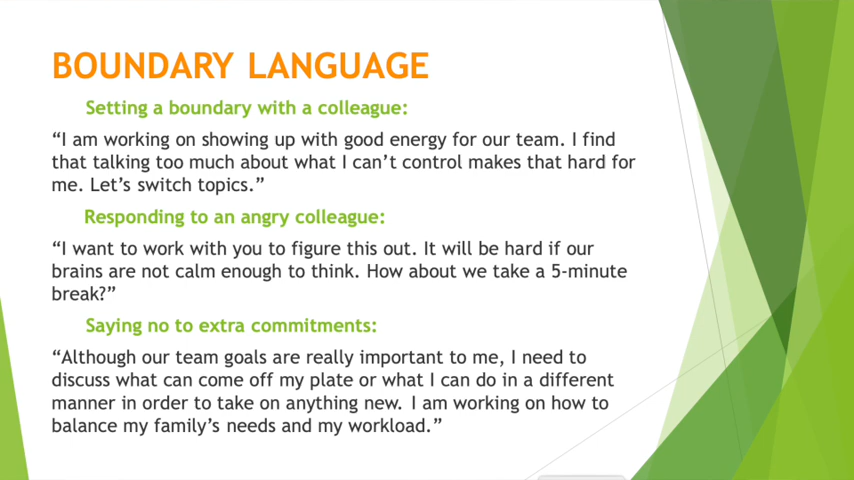 BOUNDARY LANGUAGE
Setting a boundary with a colleague:
“I am working on showing up with good energy for our team. I find
that talking too much about what I can’t control makes that hard for
me. Let’s switch topics.”
Responding to an angry colleague:
“I want to work with you to figure this out. It will be hard if our
brains are not calm enough to think. How about we take a 5-minute
break?”
Saying no to extra commitments:
“Although our team goals are really important to me, I need to
discuss what can come off my plate or what I can do in a different
manner in order to take on anything new. I am working on how to
balance my family’s needs and my workload.”